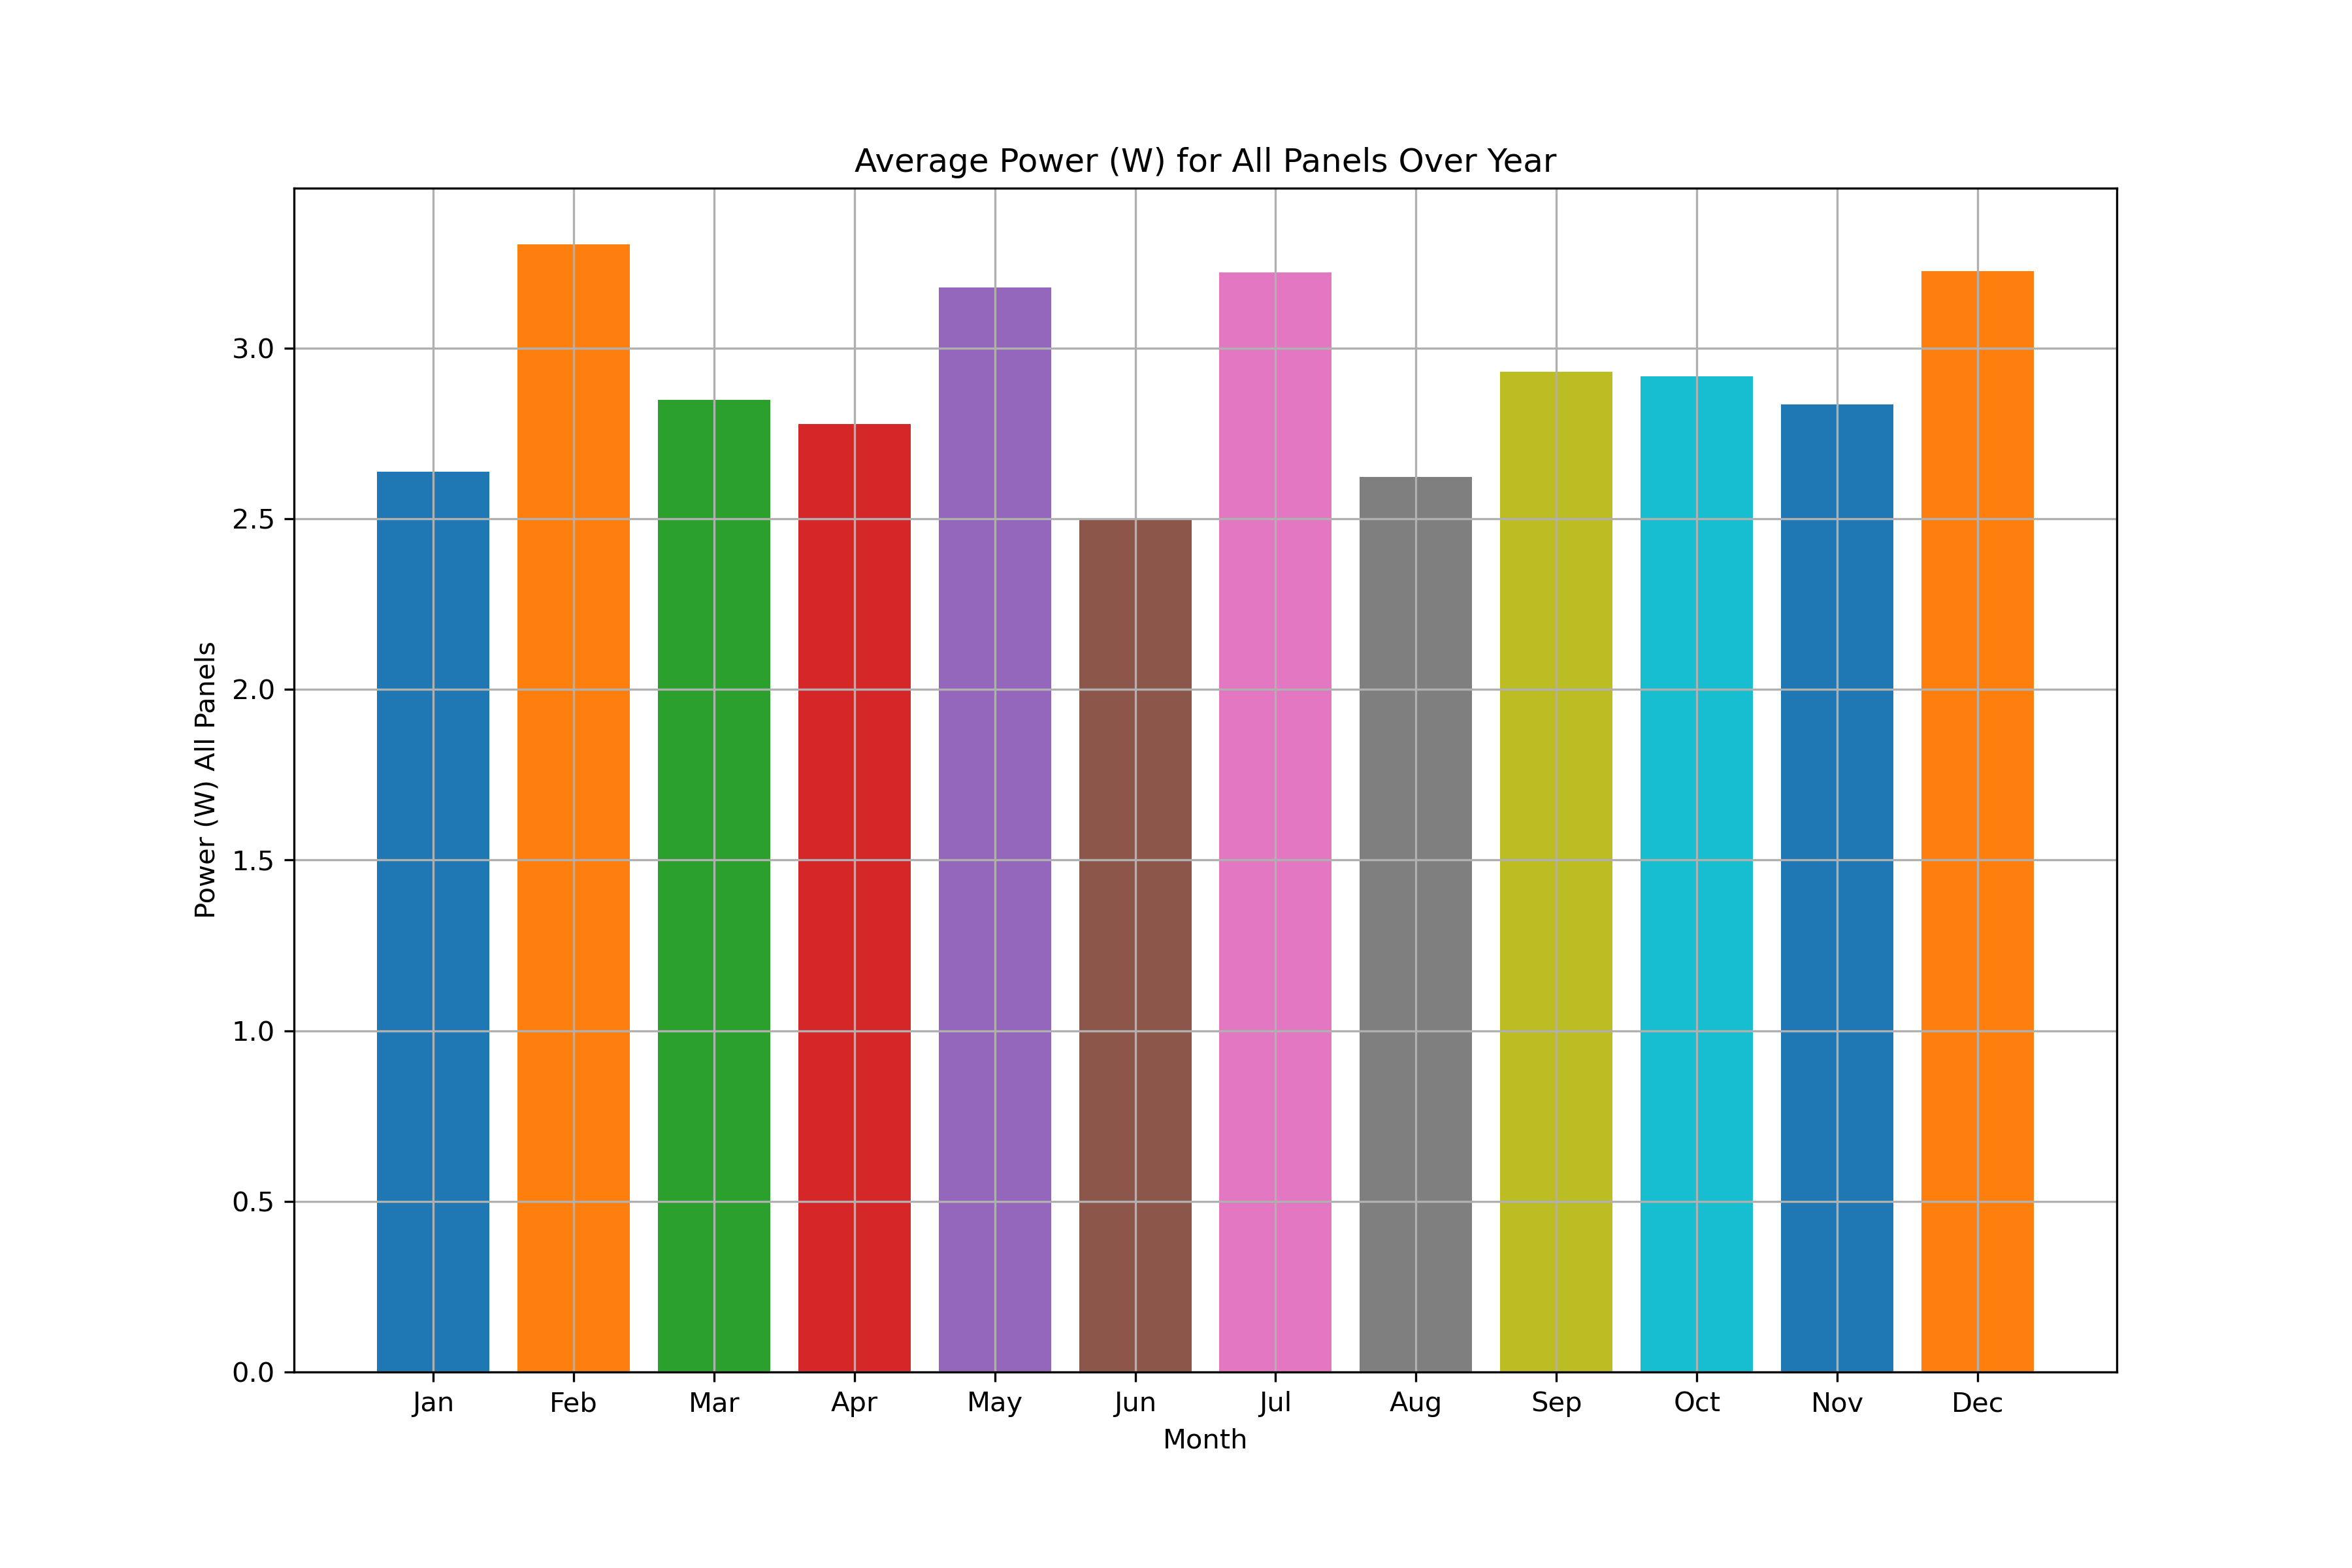 Average Power (W) for All Panels Over Year
Power (W) All Panels
3.0
2.5
2.0
1.5
1.0
0.5
0.0
Jan Feb Mar Apr May Jun Jul Aug Sep Oct Nov Dec
Month